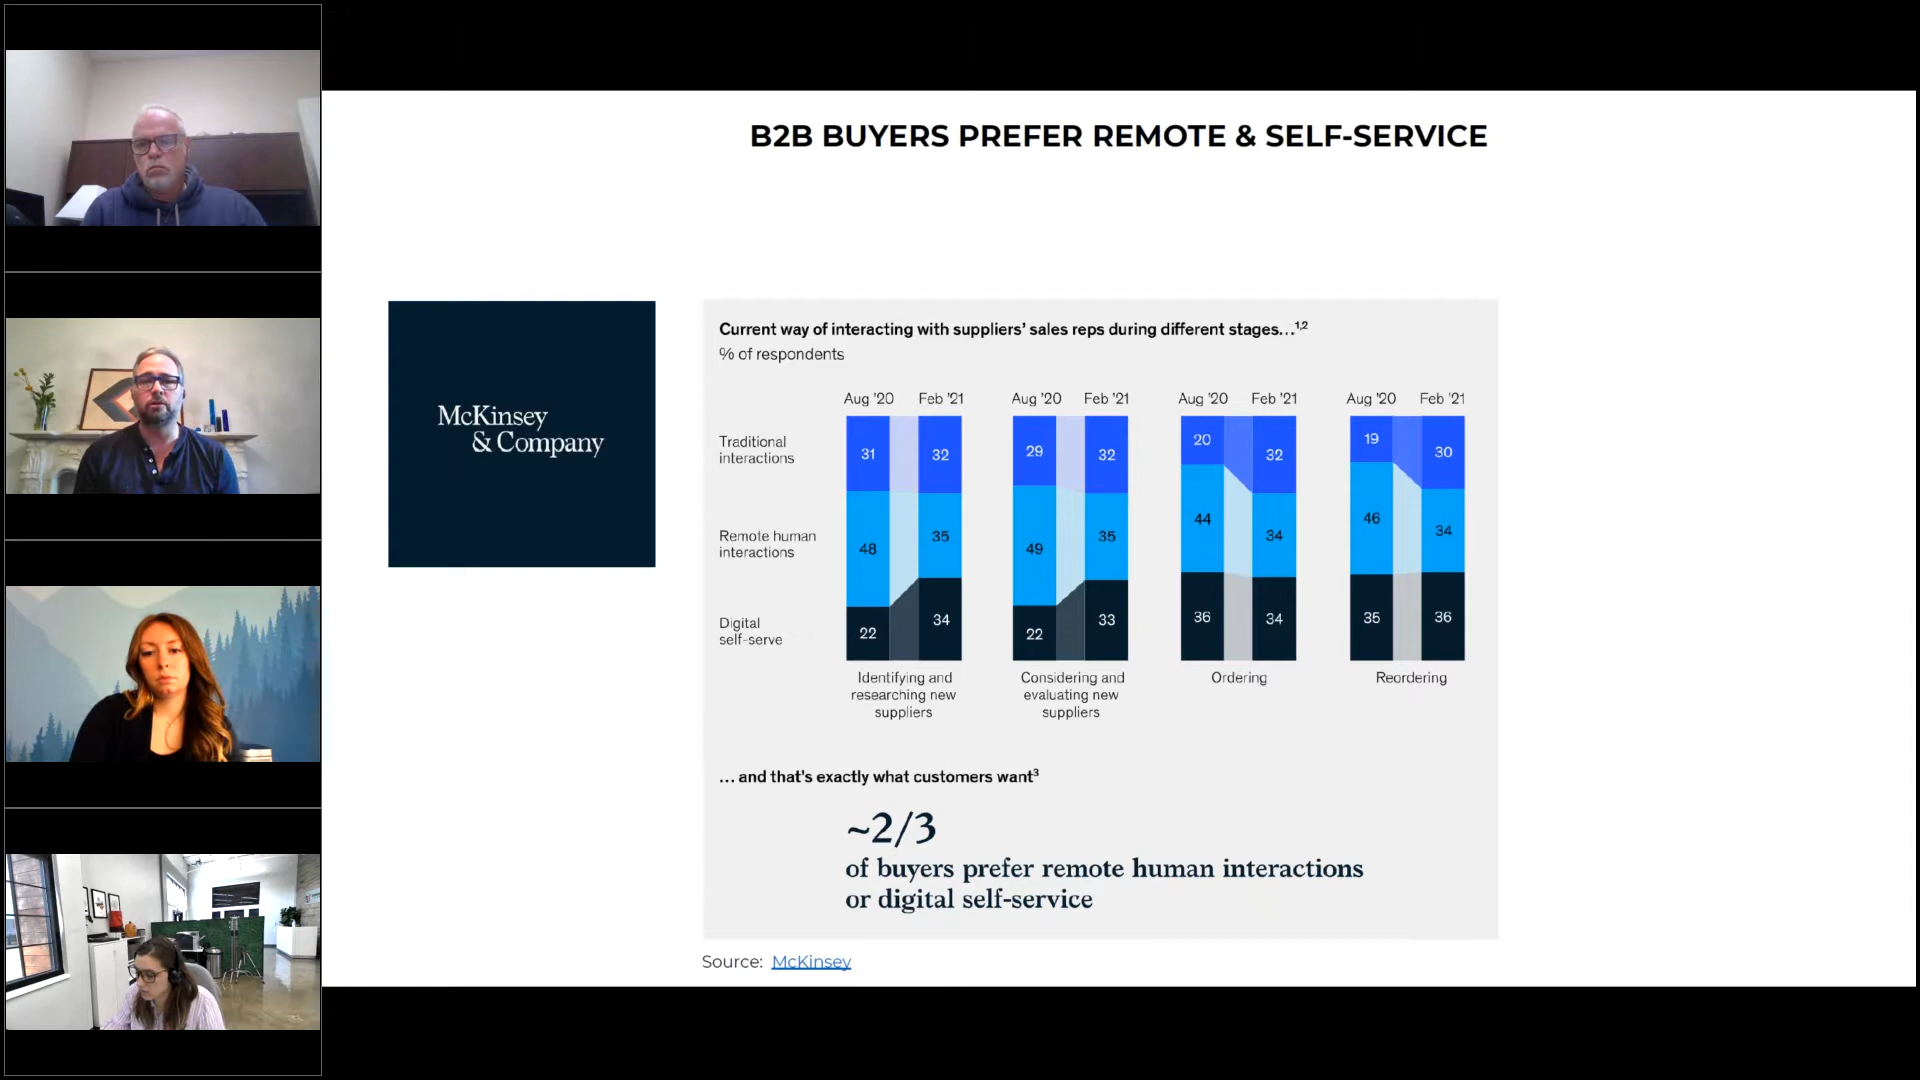 B2B BUYERS PREFER REMOTE & SELF-SERVICE
McKinsey
& Company
Current way of interacting with suppliers’ sales reps during different stages…1,2
% of respondents
Aug ’20 Feb ’21 Aug ’20 Feb ’21 Aug ’20 Feb ’21 Aug ’20 Feb ’21
Traditional
interactions
31 32 29 32 20 32 19 30
Remote human
interactions
48 35 49 35 44 34 46 34
Digital
self-serve
22 34 22 33 36 34 35 36
Identifying and
researching new
suppliers
Considering and
evaluating new
suppliers
Ordering
Reordering
… and that’s exactly what customers want3
~2/3
of buyers prefer remote human interactions
or digital self-service
Source: McKinsey